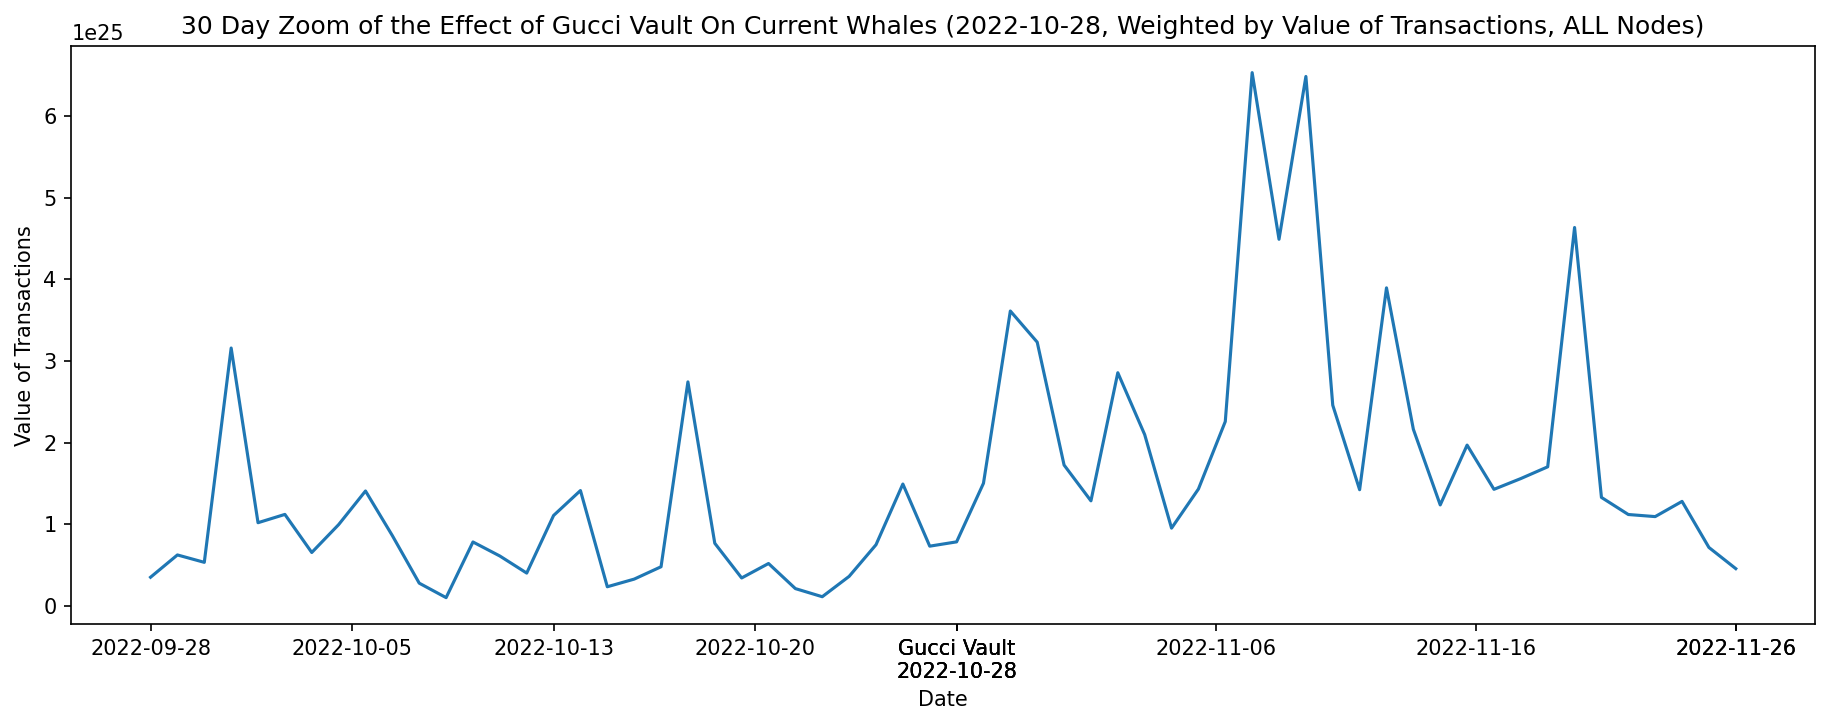 30 Day Zoom of the Effect of Gucci Vault On Current Whales (2022-10-28, Weighted by Value of Transactions, ALL Nodes)
1e25
6
5
4
3
2
1
0
Value of Transactions
2022-09-28 2022-10-05 2022-10-13 2022-10-20 Gucci Vault 2022-11-06 2022-11-16 2022-11-26
2022-10-28
Date